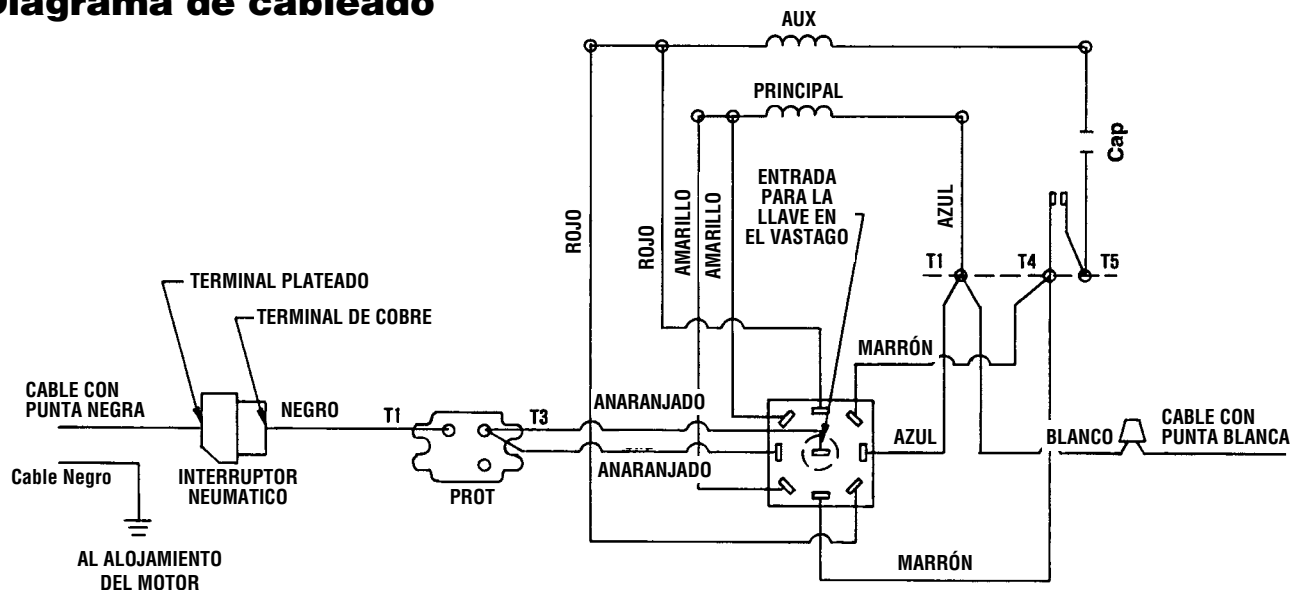 Diagrama de cableado
AUX
PRINCIPAL
Cap
ENTRADA
PARA LA
LLAVE EN
EL VASTAGO
ROJO
ROJO
AMARILLO
AMARILLO
AZUL
T1
T4
T5
TERMINAL PLATEADO
TERMINAL DE COBRE
MARRÓN
CABLE CON
PUNTA NEGRA
NEGRO
T1
T3
ANARANJADO
AZUL
BLANCO
CABLE CON
PUNTA BLANCA
Cable Negro
INTERRUPTOR
NEUMATICO
PROT
ANARANJADO
AL ALOJAMIENTO
DEL MOTOR
MARRÓN